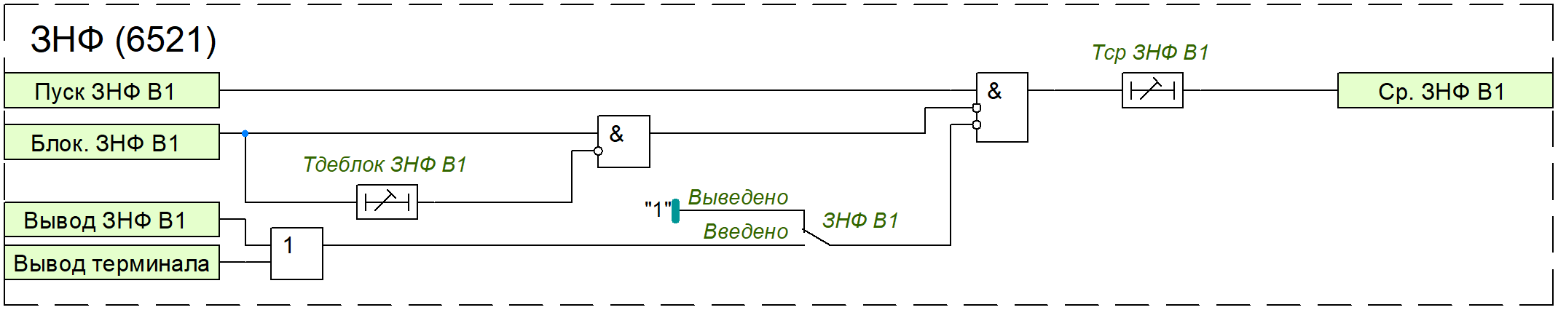 ЗНФ (6521)
Тср ЗНФ В1
Пуск ЗНФ В1
&
Ср. ЗНФ В1
Блок. ЗНФ В1
&
Тдеблок ЗНФ В1
"1"
Выведено
Вывод ЗНФ В1
ЗНФ В1
Введено
1
Вывод терминала